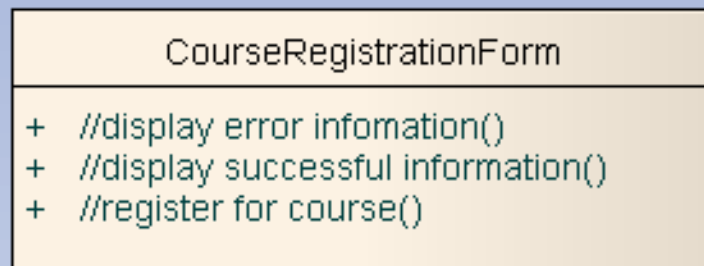 CourseRegistrationForm
+ //display error infomation()
+ //display successful information()
+ //register for course()